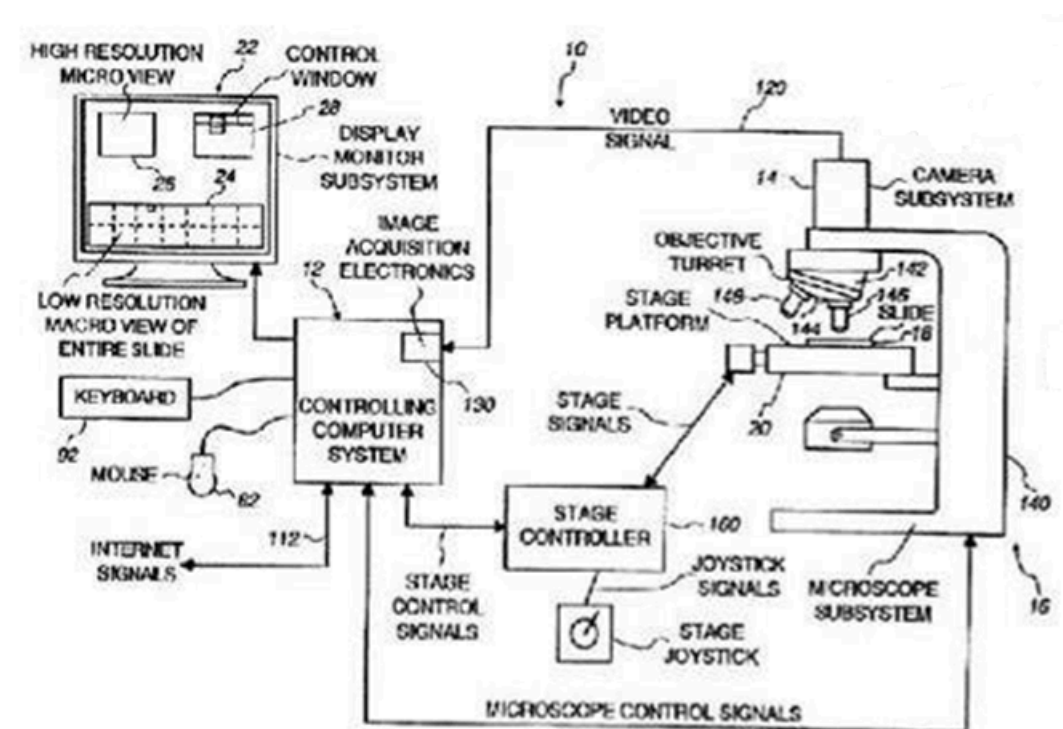 HIGH RESOLUTION
MICRO VIEW
22
CONTROL
WINDOW
28
DISPLAY
MONITOR
SUBSYSTEM
26
24
IMAGE
ACQUISITION
ELECTRONICS
LOW RESOLUTION
MACRO VIEW OF
ENTIRE SLIDE
12
10
VIDEO
SIGNAL
120
14
CAMERA
SUBSYSTEM
OBJECTIVE
TURRET
142
146
144
SLIDE
STAGE
PLATFORM
KEYBOARD
92
CONTROLLING
COMPUTER
SYSTEM
130
MOUSE
62
STAGE
SIGNALS
20
INTERNET
SIGNALS
112
STAGE
CONTROL
SIGNALS
STAGE
CONTROLLER
160
JOYSTICK
SIGNALS
STAGE
JOYSTICK
140
MICROSCOPE
SUBSYSTEM
16
MICROSCOPE CONTROL SIGNALS